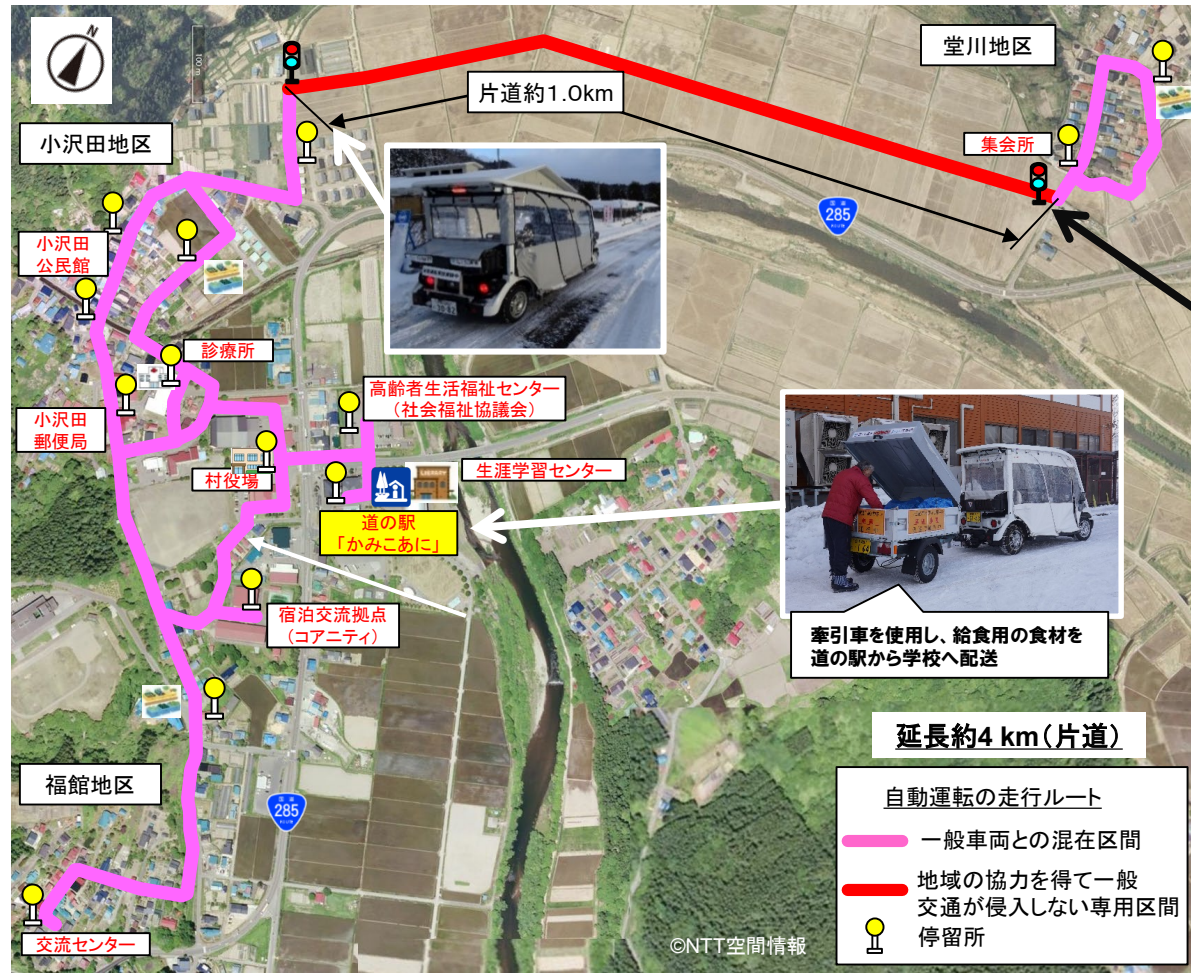 N
100 m
堂川地区
片道約1.0km
小沢田地区
集会所
国道
285
小沢田
公民館
診療所
高齢者生活福祉センター
（社会福祉協議会）
小沢田
郵便局
生涯学習センター
村役場
LIBRARY
道の駅
「かみこあに」
宿泊交流拠点
（コアニティ）
牽引車を使用し、給食用の食材を
道の駅から学校へ配送
延長約4 km（片道）
福館地区
国道
285
自動運転の走行ルート
一般車両との混在区間
地域の協力を得て一般
交通が侵入しない専用区間
停留所
交流センター
©NTT空間情報